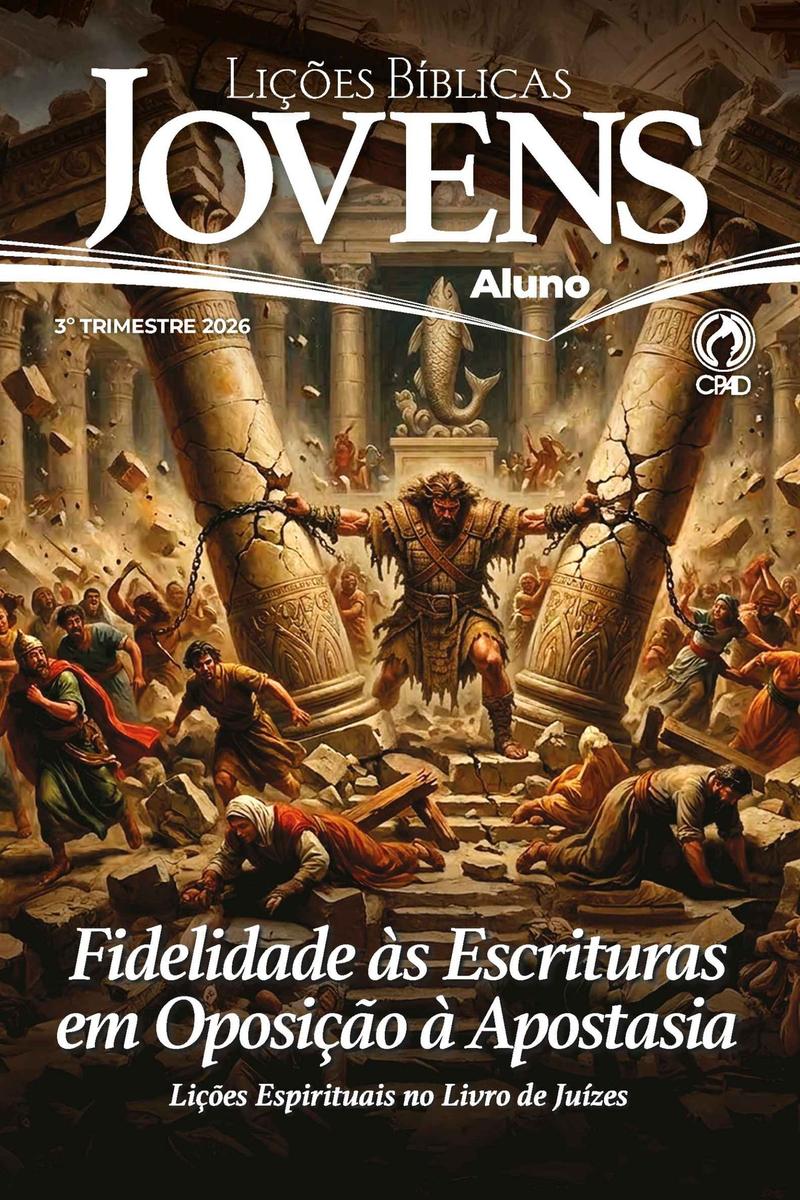 LIÇÕES BÍBLICAS
JOVENS
Aluno
3º TRIMESTRE 2026
CPAD
Fidelidade às Escrituras
em Oposição à Apostasia
Lições Espirituais no Livro de Juízes